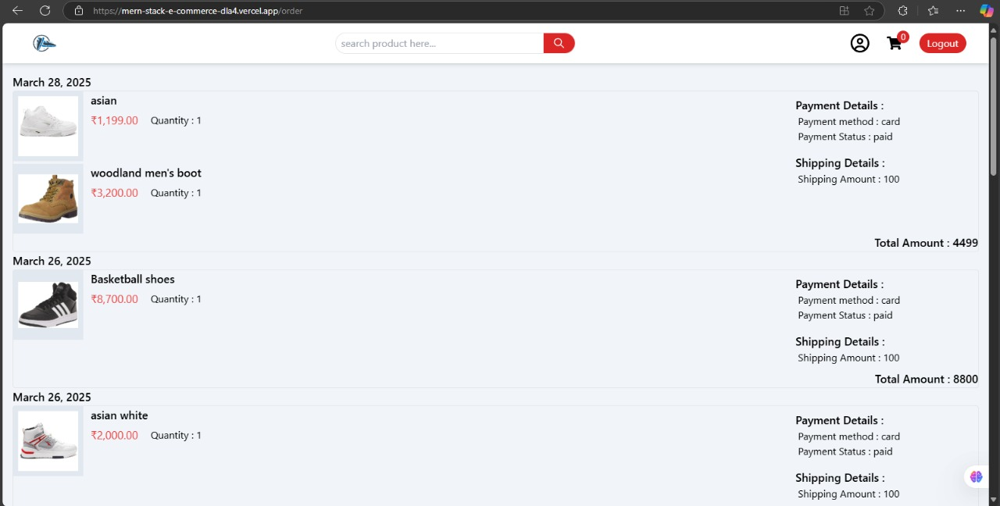 https://mern-stack-e-commerce-dla4.vercel.app/order
search product here...
0
Logout
March 28, 2025
asian
₹1,199.00 Quantity : 1
woodland men's boot
₹3,200.00 Quantity : 1
Payment Details :
Payment method : card
Payment Status : paid
Shipping Details :
Shipping Amount : 100
Total Amount : 4499
March 26, 2025
Basketball shoes
₹8,700.00 Quantity : 1
Payment Details :
Payment method : card
Payment Status : paid
Shipping Details :
Shipping Amount : 100
Total Amount : 8800
March 26, 2025
asian white
₹2,000.00 Quantity : 1
Payment Details :
Payment method : card
Payment Status : paid
Shipping Details :
Shipping Amount : 100